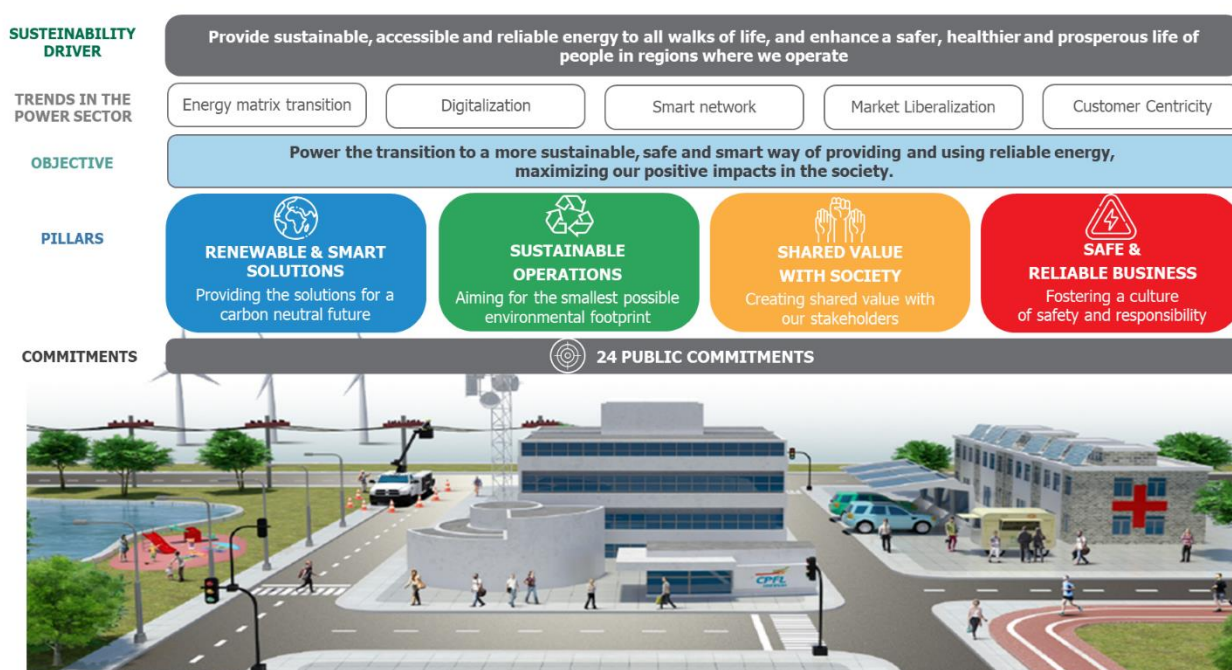 SUSTEINABILITY
DRIVER
Provide sustainable, accessible and reliable energy to all walks of life, and enhance a safer, healthier and prosperous life of
people in regions where we operate
TRENDS IN THE
POWER SECTOR
Energy matrix transition
Digitalization
Smart network
Market Liberalization
Customer Centricity
OBJECTIVE
Power the transition to a more sustainable, safe and smart way of providing and using reliable energy,
maximizing our positive impacts in the society.
PILLARS
RENEWABLE & SMART
SOLUTIONS
Providing the solutions for a
carbon neutral future
SUSTAINABLE
OPERATIONS
Aiming for the smallest possible
environmental footprint
SHARED VALUE
WITH SOCIETY
Creating shared value with
our stakeholders
SAFE &
RELIABLE BUSINESS
Fostering a culture
of safety and responsibility
COMMITMENTS
24 PUBLIC COMMITMENTS
CPFL